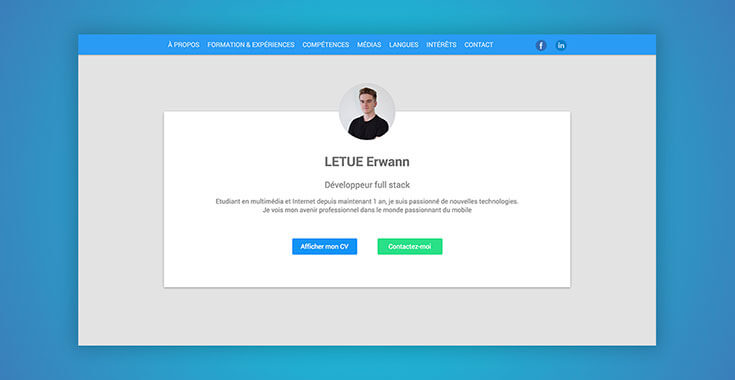 À PROPOS FORMATION & EXPÉRIENCES COMPÉTENCES MÉDIAS LANGUES INTÉRÊTS CONTACT f in
LETUE Erwann
Développeur full stack
Etudiant en multimédia et Internet depuis maintenant 1 an, je suis passionné de nouvelles technologies.
Je vois mon avenir professionnel dans le monde passionnant du mobile
Afficher mon CV Contactez-moi